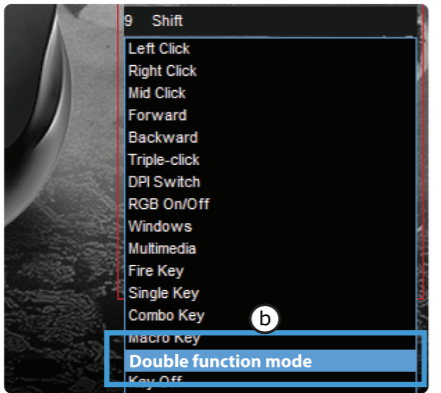 9 Shift
Left Click
Right Click
Mid Click
Forward
Backward
Triple-click
DPI Switch
RGB On/Off
Windows
Multimedia
Fire Key
Single Key
Combo Key
b
Macro Key
Double function mode
Key Off